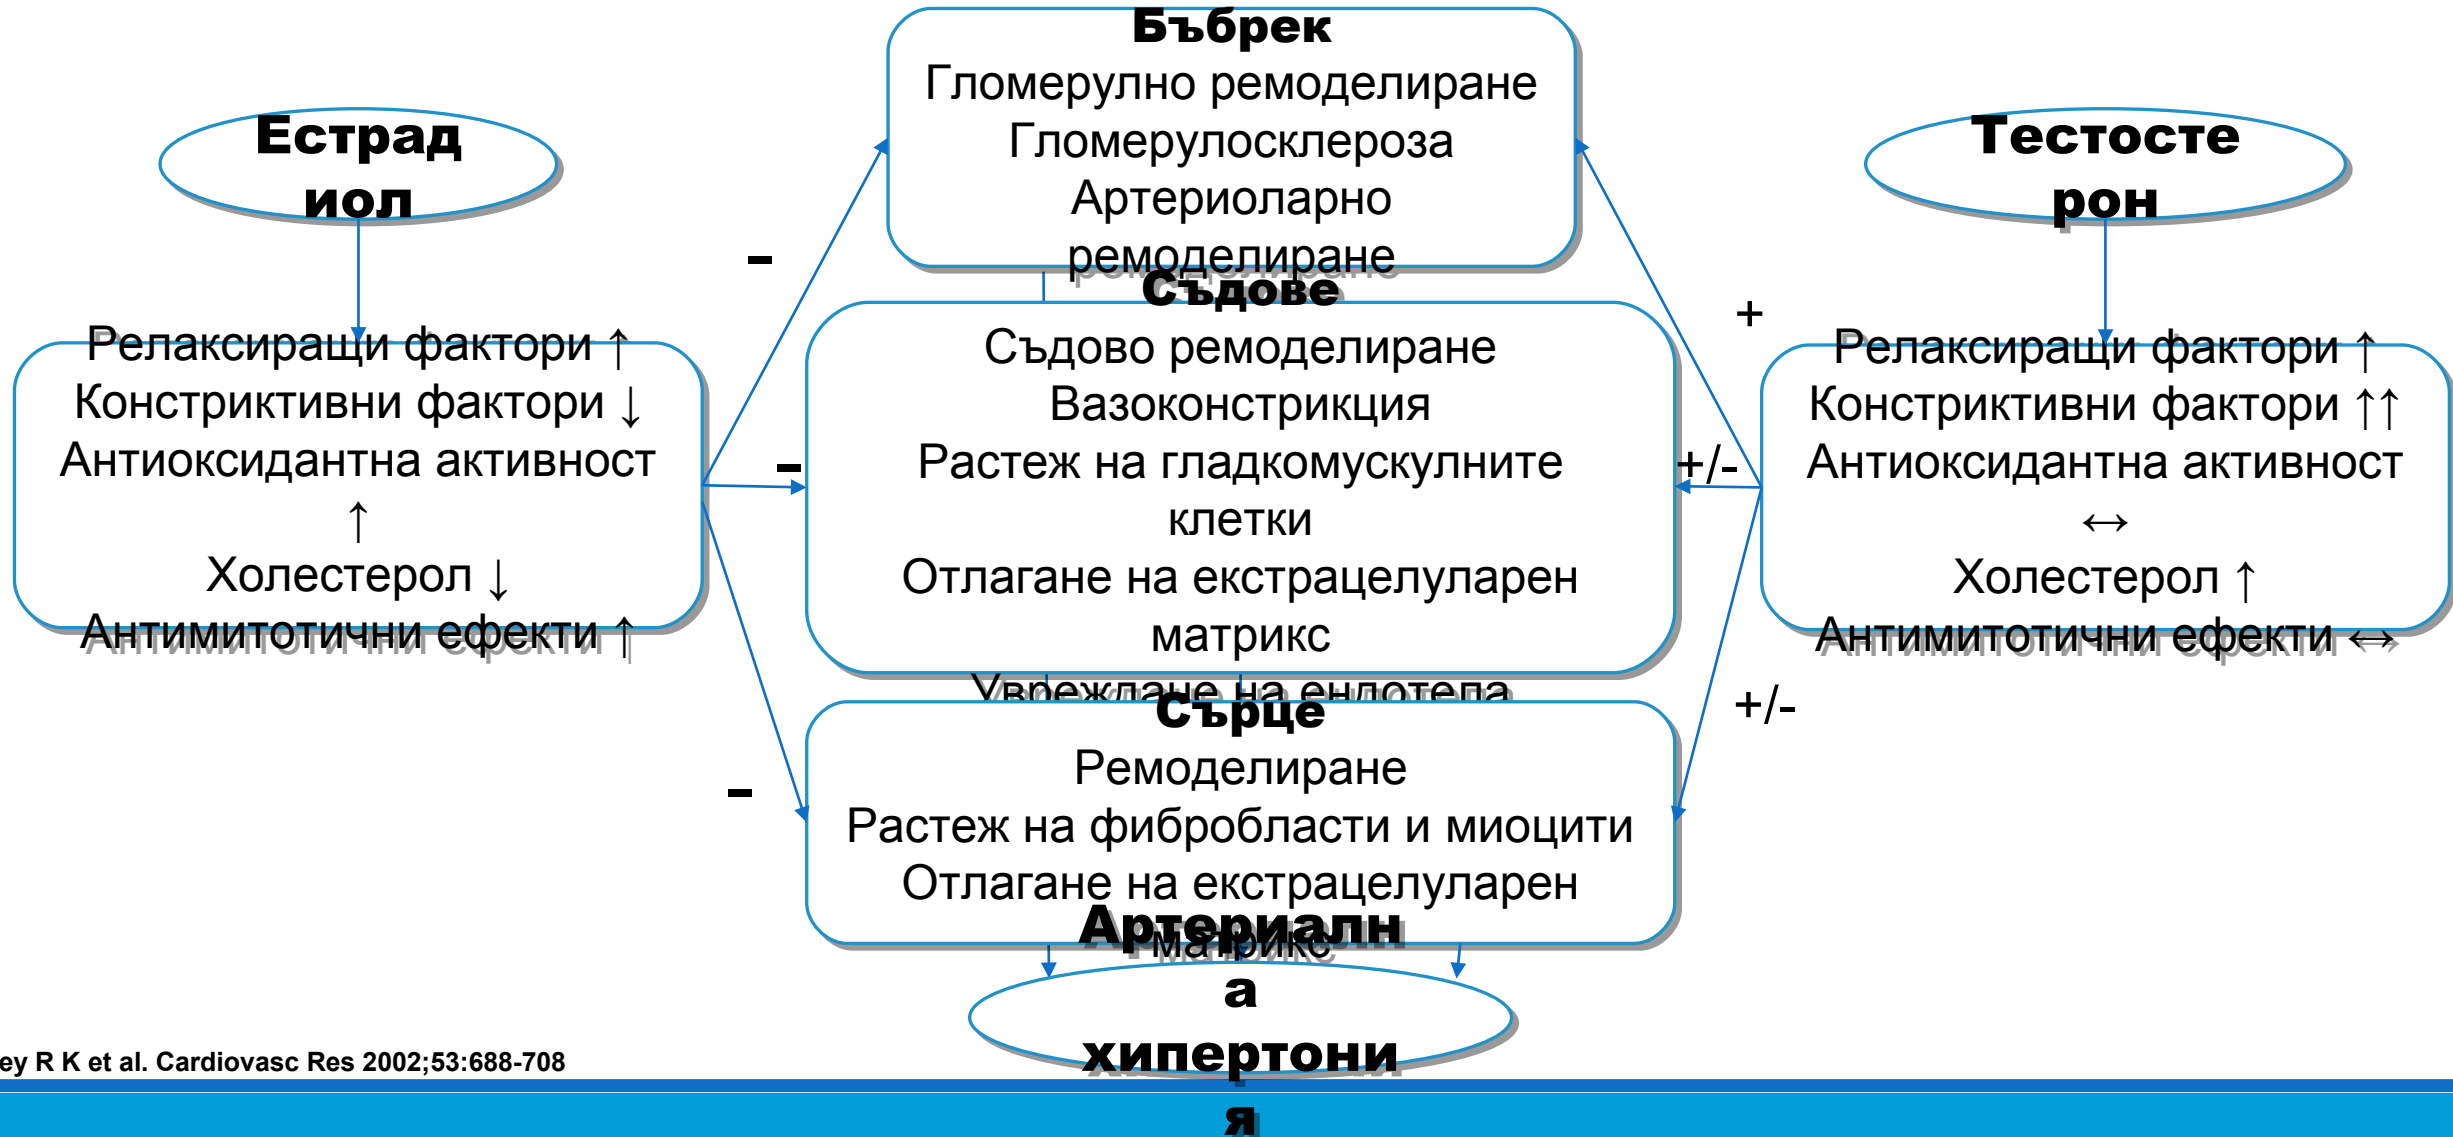 Естрад
иол
Релаксиращи фактори ↑
Констриктивни фактори ↓
Антиоксидантна активност
↑
Холестерол ↓
Антимитотични ефекти ↑
–
–
–
Бъбрек
Гломерулно ремоделиране
Гломерулосклероза
Артериоларно
ремоделиране
Съдове
Съдово ремоделиране
Вазоконстрикция
Растеж на гладкомускулните
клетки
Отлагане на екстрацелуларен
матрикс
Увреждане на ендотела
Сърце
Ремоделиране
Растеж на фибробласти и миоцити
Отлагане на екстрацелуларен
матрикс
Артериалн
а
хипертони
я
+
+/-
+/-
Тестосте
рон
Релаксиращи фактори ↑
Констриктивни фактори ↑↑
Антиоксидантна активност
↔
Холестерол ↑
Антимитотични ефекти ↔
ey R K et al. Cardiovasc Res 2002;53:688-708